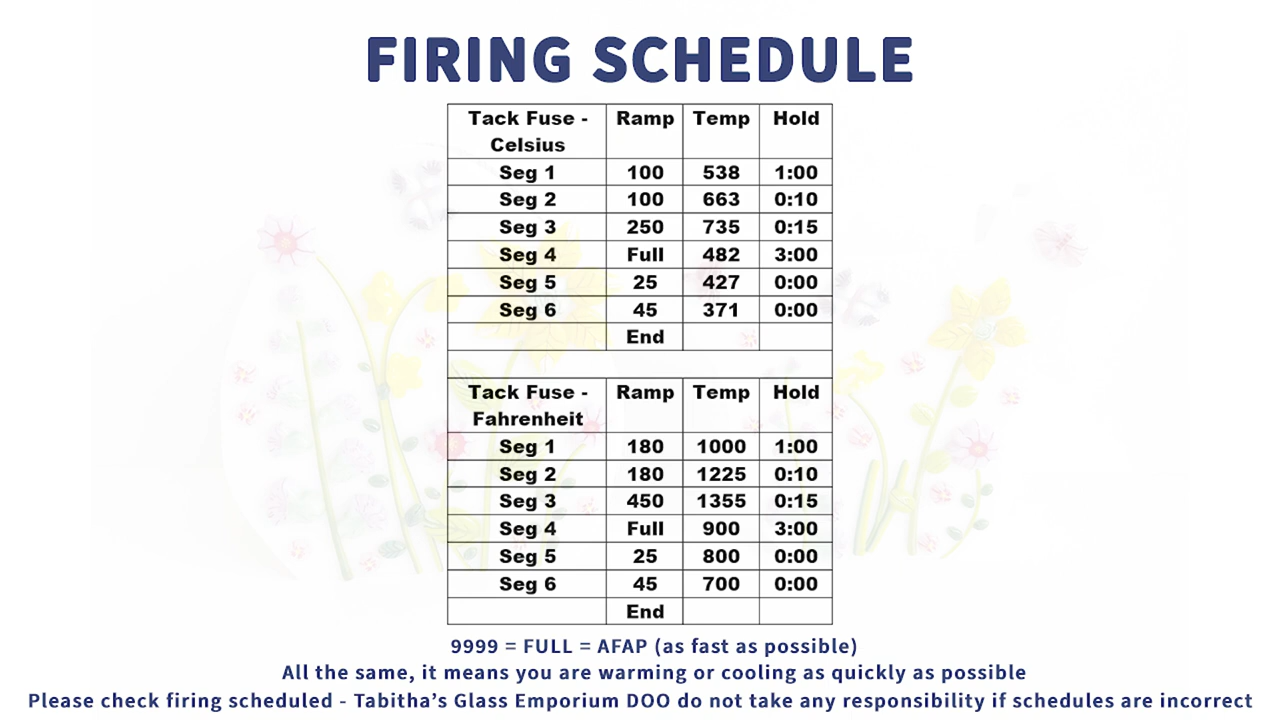 FIRING SCHEDULE
Tack Fuse - Celsius Ramp Temp Hold
Seg 1 100 538 1:00
Seg 2 100 663 0:10
Seg 3 250 735 0:15
Seg 4 Full 482 3:00
Seg 5 25 427 0:00
Seg 6 45 371 0:00
End
Tack Fuse - Fahrenheit Ramp Temp Hold
Seg 1 180 1000 1:00
Seg 2 180 1225 0:10
Seg 3 450 1355 0:15
Seg 4 Full 900 3:00
Seg 5 25 800 0:00
Seg 6 45 700 0:00
End
9999 = FULL = AFAP (as fast as possible)
All the same, it means you are warming or cooling as quickly as possible
Please check firing scheduled - Tabitha’s Glass Emporium DOO do not take any responsibility if schedules are incorrect